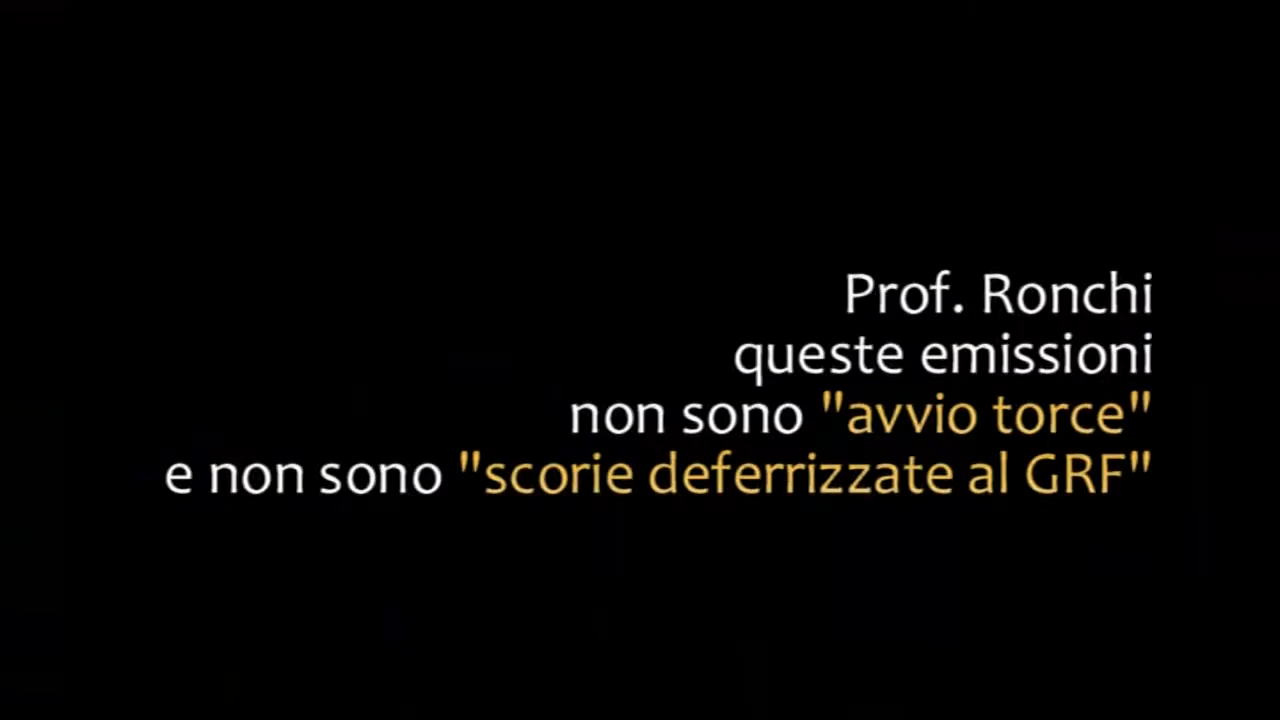 Prof. Ronchi
queste emissioni
non sono "avvio torce"
e non sono "scorie deferrizzate al GRF"